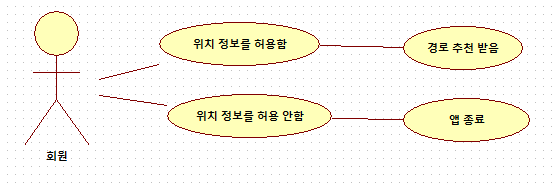 위치 정보를 허용함
경로 추천 받음
위치 정보를 허용 안함
앱 종료
회원